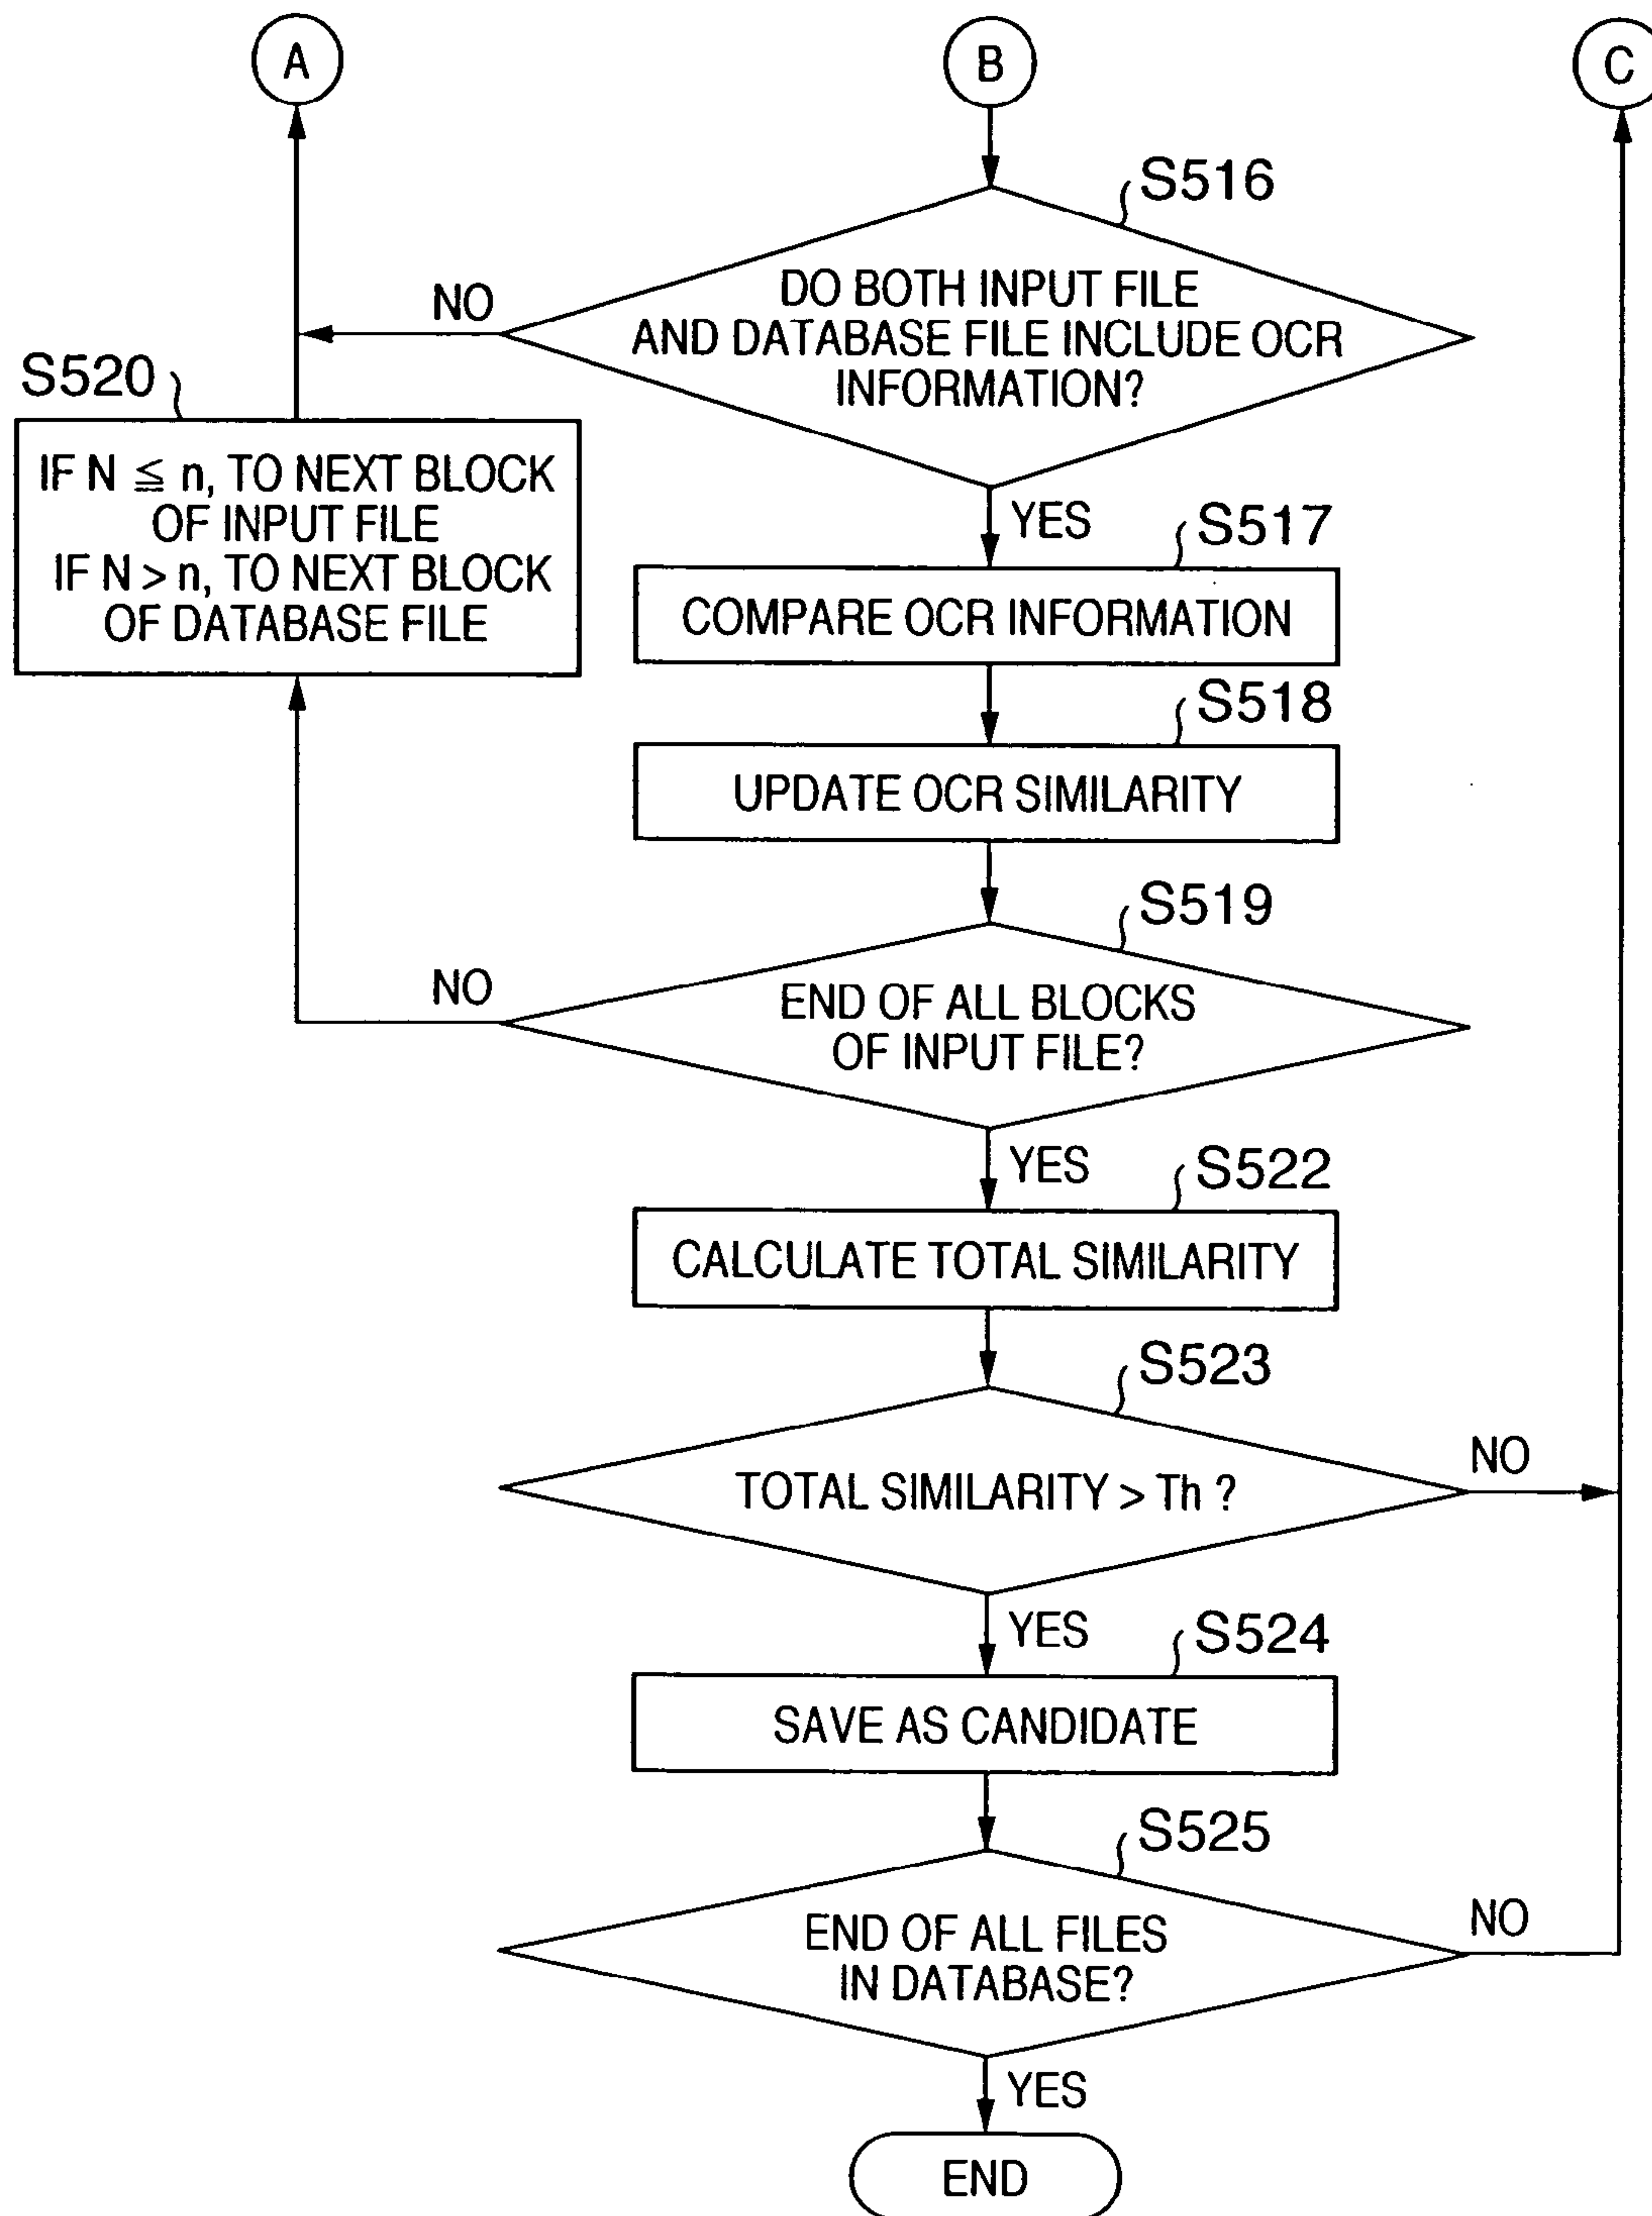 A
B
C
S516
DO BOTH INPUT FILE
AND DATABASE FILE INCLUDE OCR
INFORMATION?
NO
S520
IF N ≦ n, TO NEXT BLOCK
OF INPUT FILE
IF N > n, TO NEXT BLOCK
OF DATABASE FILE
YES
S517
COMPARE OCR INFORMATION
S518
UPDATE OCR SIMILARITY
S519
NO
END OF ALL BLOCKS
OF INPUT FILE?
YES
S522
CALCULATE TOTAL SIMILARITY
S523
TOTAL SIMILARITY > Th ?
NO
YES
S524
SAVE AS CANDIDATE
S525
END OF ALL FILES
IN DATABASE?
NO
YES
END